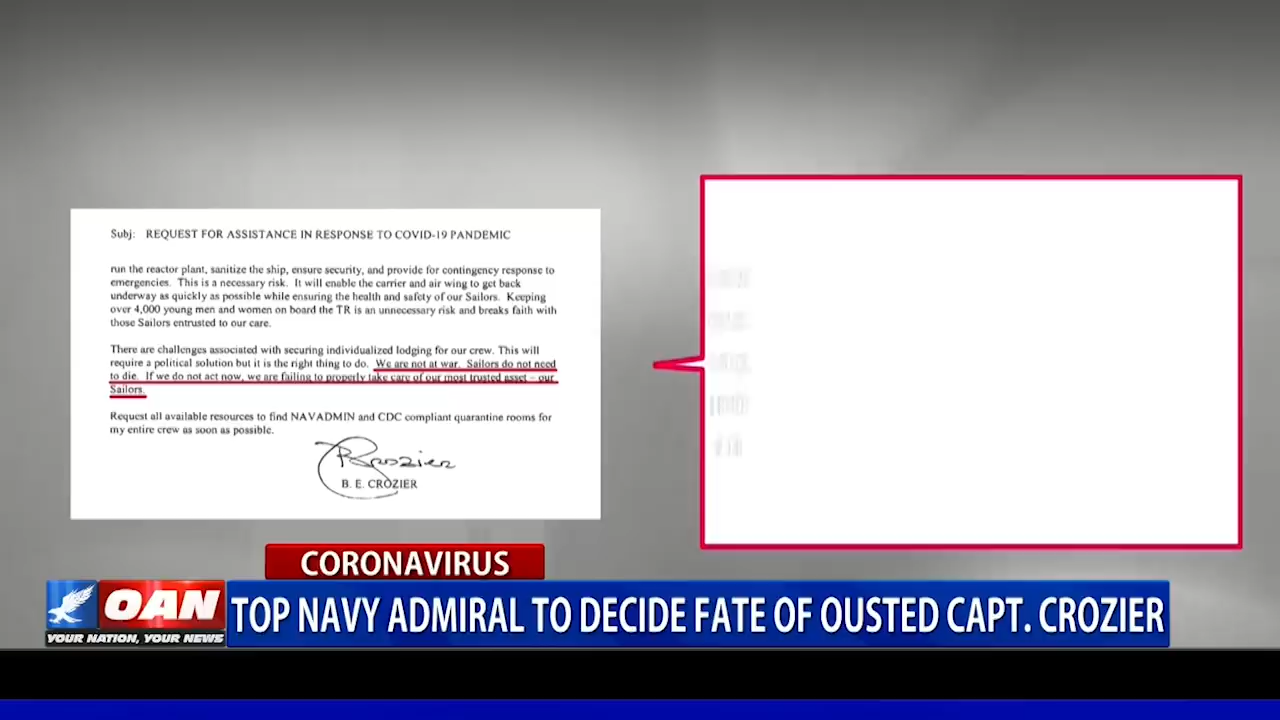 Subj: REQUEST FOR ASSISTANCE IN RESPONSE TO COVID-19 PANDEMIC
run the reactor plant, sanitize the ship, ensure security, and provide for contingency response to
emergencies. This is a necessary risk. It will enable the carrier and air wing to get back
underway as quickly as possible while ensuring the health and safety of our Sailors. Keeping
over 4,000 young men and women on board the TR is an unnecessary risk and breaks faith with
those Sailors entrusted to our care.
There are challenges associated with securing individualized lodging for our crew. This will
require a political solution but it is the right thing to do. We are not at war. Sailors do not need
to die. If we do not act now, we are failing to properly take care of our most trusted asset – our
Sailors.
Request all available resources to find NAVADMIN and CDC compliant quarantine rooms for
my entire crew as soon as possible.
BCrozier
B. E. CROZIER
CORONAVIRUS
OAN
YOUR NATION, YOUR NEWS
TOP NAVY ADMIRAL TO DECIDE FATE OF OUSTED CAPT. CROZIER